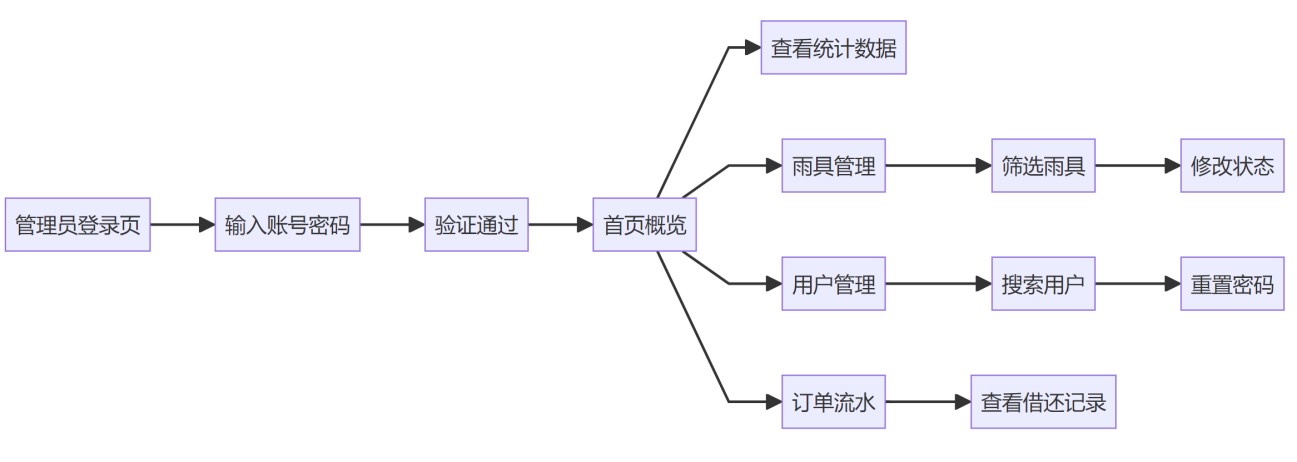 管理员登录页
输入账号密码
验证通过
首页概览
查看统计数据
雨具管理
筛选雨具
修改状态
用户管理
搜索用户
重置密码
订单流水
查看借还记录